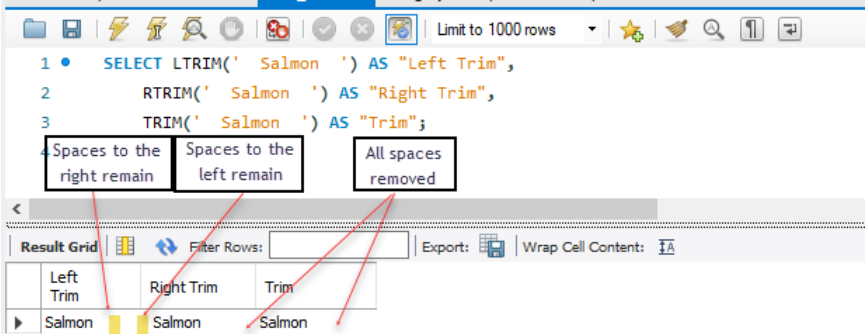 Limit to 1000 rows
1 SELECT LTRIM('  Salmon  ') AS "Left Trim",
2 RTRIM('  Salmon  ') AS "Right Trim",
3 TRIM('  Salmon  ') AS "Trim";
4
Spaces to the
right remain
Spaces to the
left remain
All spaces
removed
Result Grid Filter Rows: Export: Wrap Cell Content: IA
Left
Trim
Right Trim
Trim
Salmon Salmon Salmon